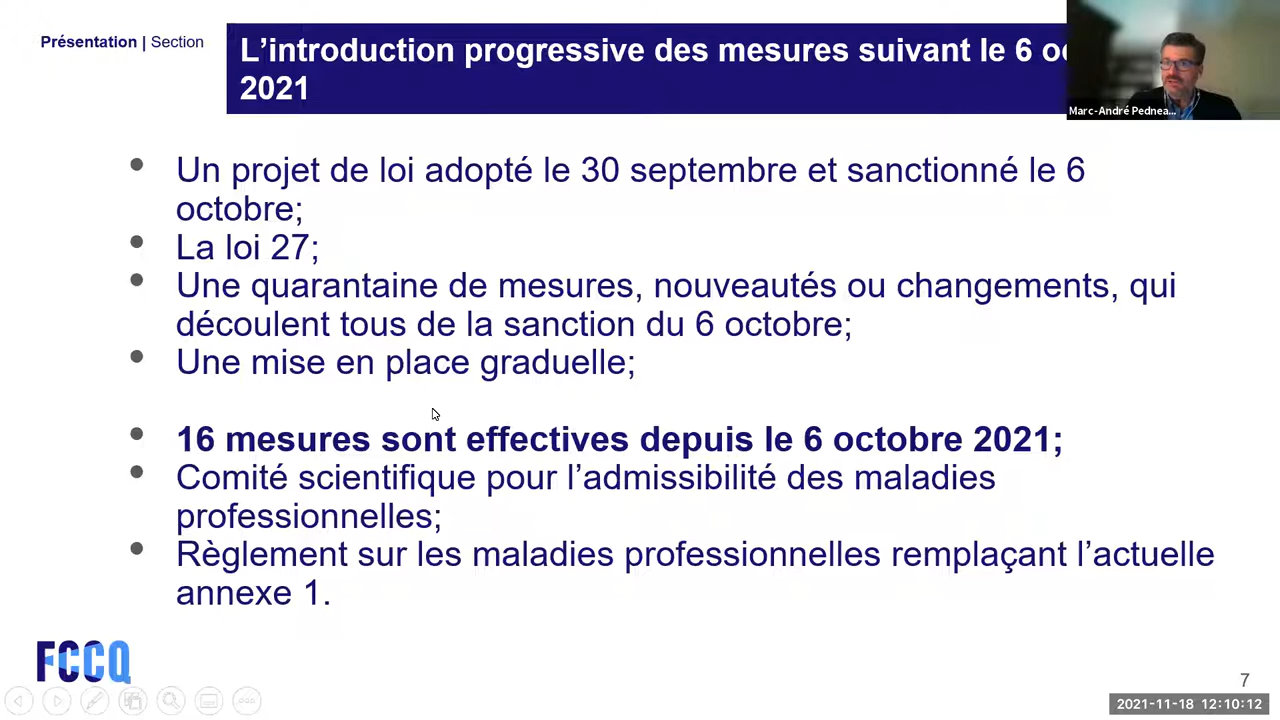 Présentation | Section
L’introduction progressive des mesures suivant le 6
2021
Marc-André Pednea...
• Un projet de loi adopté le 30 septembre et sanctionné le 6
octobre;
• La loi 27;
• Une quarantaine de mesures, nouveautés ou changements, qui
découlent tous de la sanction du 6 octobre;
• Une mise en place graduelle;
• 16 mesures sont effectives depuis le 6 octobre 2021;
• Comité scientifique pour l’admissibilité des maladies
professionnelles;
• Règlement sur les maladies professionnelles remplaçant l’actuelle
annexe 1.
FCCQ
7
2021-11-18 12:10:12